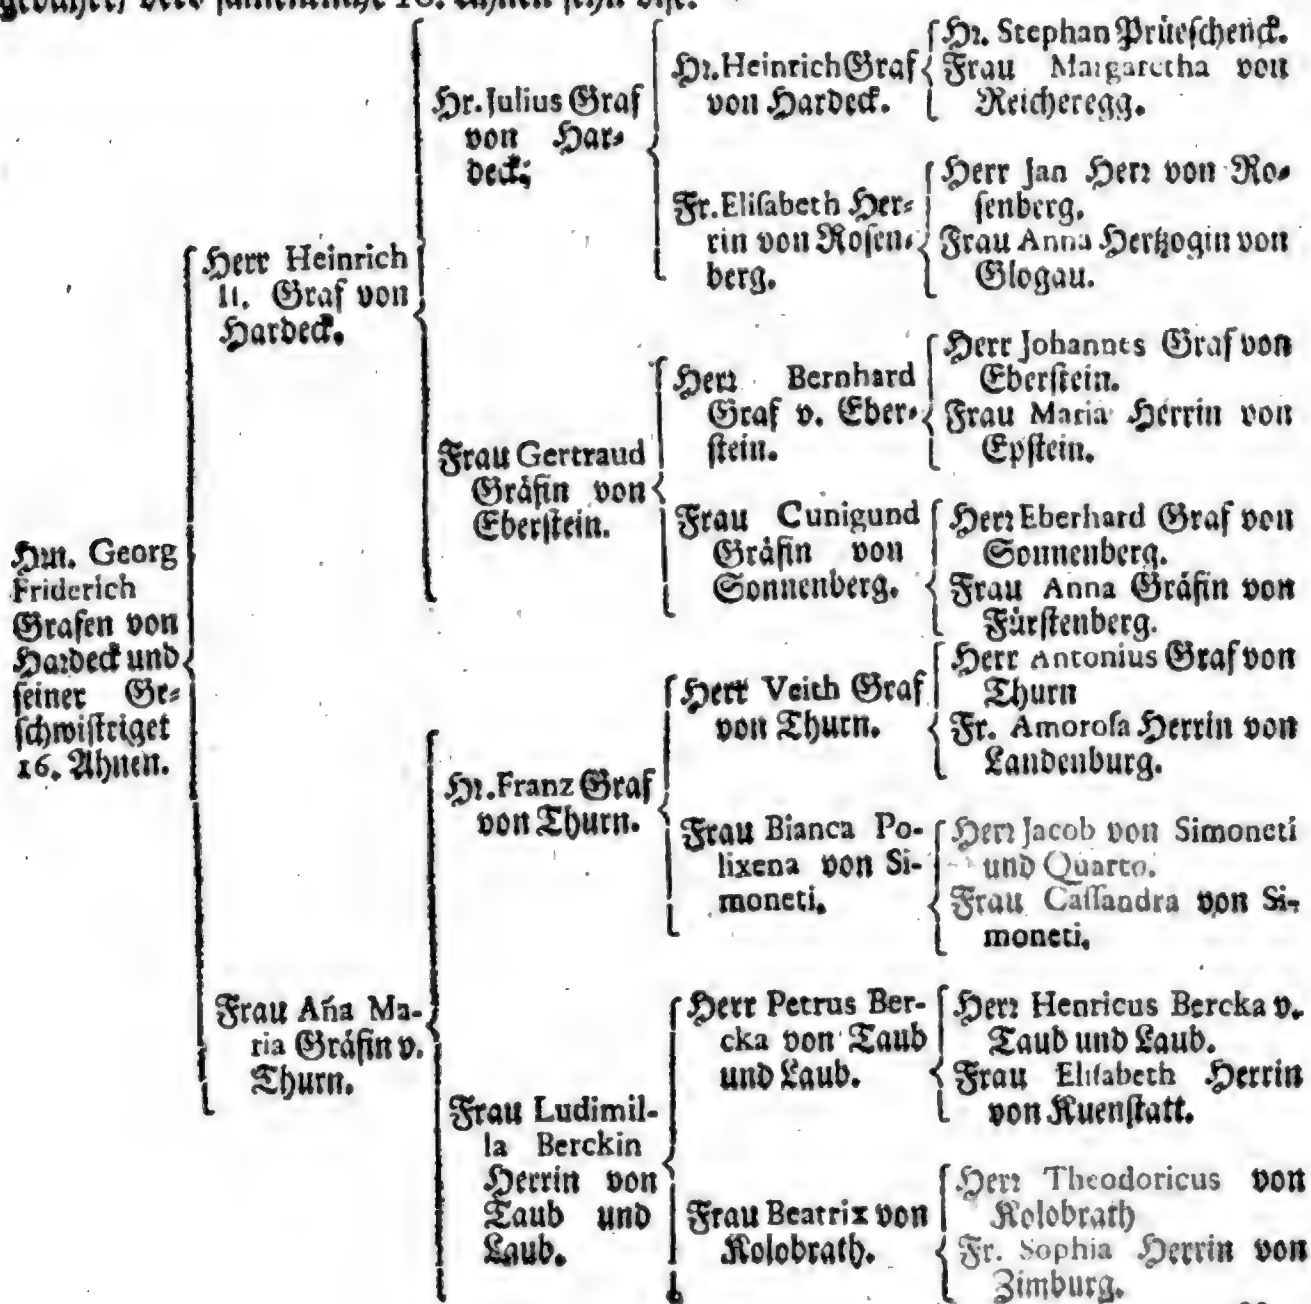 gebühret/ dero sämmentliche 16. Ahnen seyn dise.
Hrn. Georg
Friderich
Grafen von
Hardeck und
seiner Ge-
schwistriget
16. Ahnen.
Herr Heinrich
II. Graf von
Hardeck.
Hr. Julius Graf
von Har-
deck;
Hr. Heinrich Graf
von Hardeck.
Hr. Stephan Prüeschenck.
Frau Margaretha von
Reicheregg.
Fr. Elisabeth Her-
rin von Rosen-
berg.
Herr Jan Herr von Ro-
senberg.
Frau Anna Hertzogin von
Glogau.
Frau Gertraud
Gräfin von
Eberstein.
Herr Bernhard
Graf v. Eber-
stein.
Herr Johannes Graf von
Eberstein.
Frau Maria Herrin von
Epstein.
Frau Cunigund
Gräfin von
Sonnenberg.
Herr Eberhard Graf von
Sonnenberg.
Frau Anna Gräfin von
Fürstenberg.
Frau Aña Ma-
ria Gräfin v.
Thurn.
Hr. Franz Graf
von Thurn.
Herr Veith Graf
von Thurn.
Herr Antonius Graf von
Thurn
Fr. Amorosa Herrin von
Landenburg.
Frau Bianca Po-
lixena von Si-
moneti.
Herr Jacob von Simoneti
und Quarto.
Frau Cassandra von Si-
moneti.
Frau Ludimil-
la Berckin
Herrin von
Taub und
Laub.
Herr Petrus Ber-
cka von Taub
und Laub.
Herr Henricus Bercka v.
Taub und Laub.
Frau Elisabeth Herrin
von Kuenstatt.
Frau Beatrix von
Kolobrath.
Herr Theodoricus von
Kolobrath
Fr. Sophia Herrin von
Zimburg.